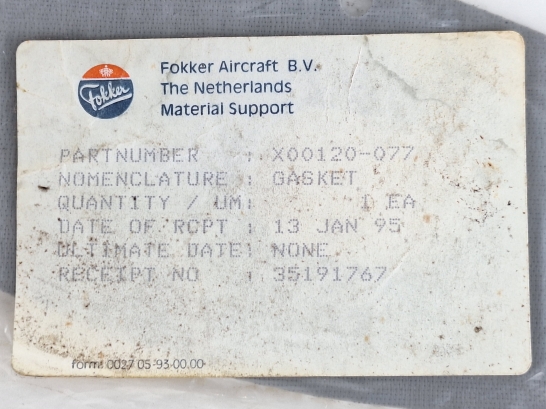 Fokker
Fokker Aircraft B.V.
The Netherlands
Material Support
PARTNUMBER : X00120-077
NOMENCLATURE : GASKET
QUANTITY / UM: 1 EA
DATE OF RCPT : 13 JAN 95
ULTIMATE DATE: NONE
RECEIPT NO : 35191767
form: 0027 05-93-00.00